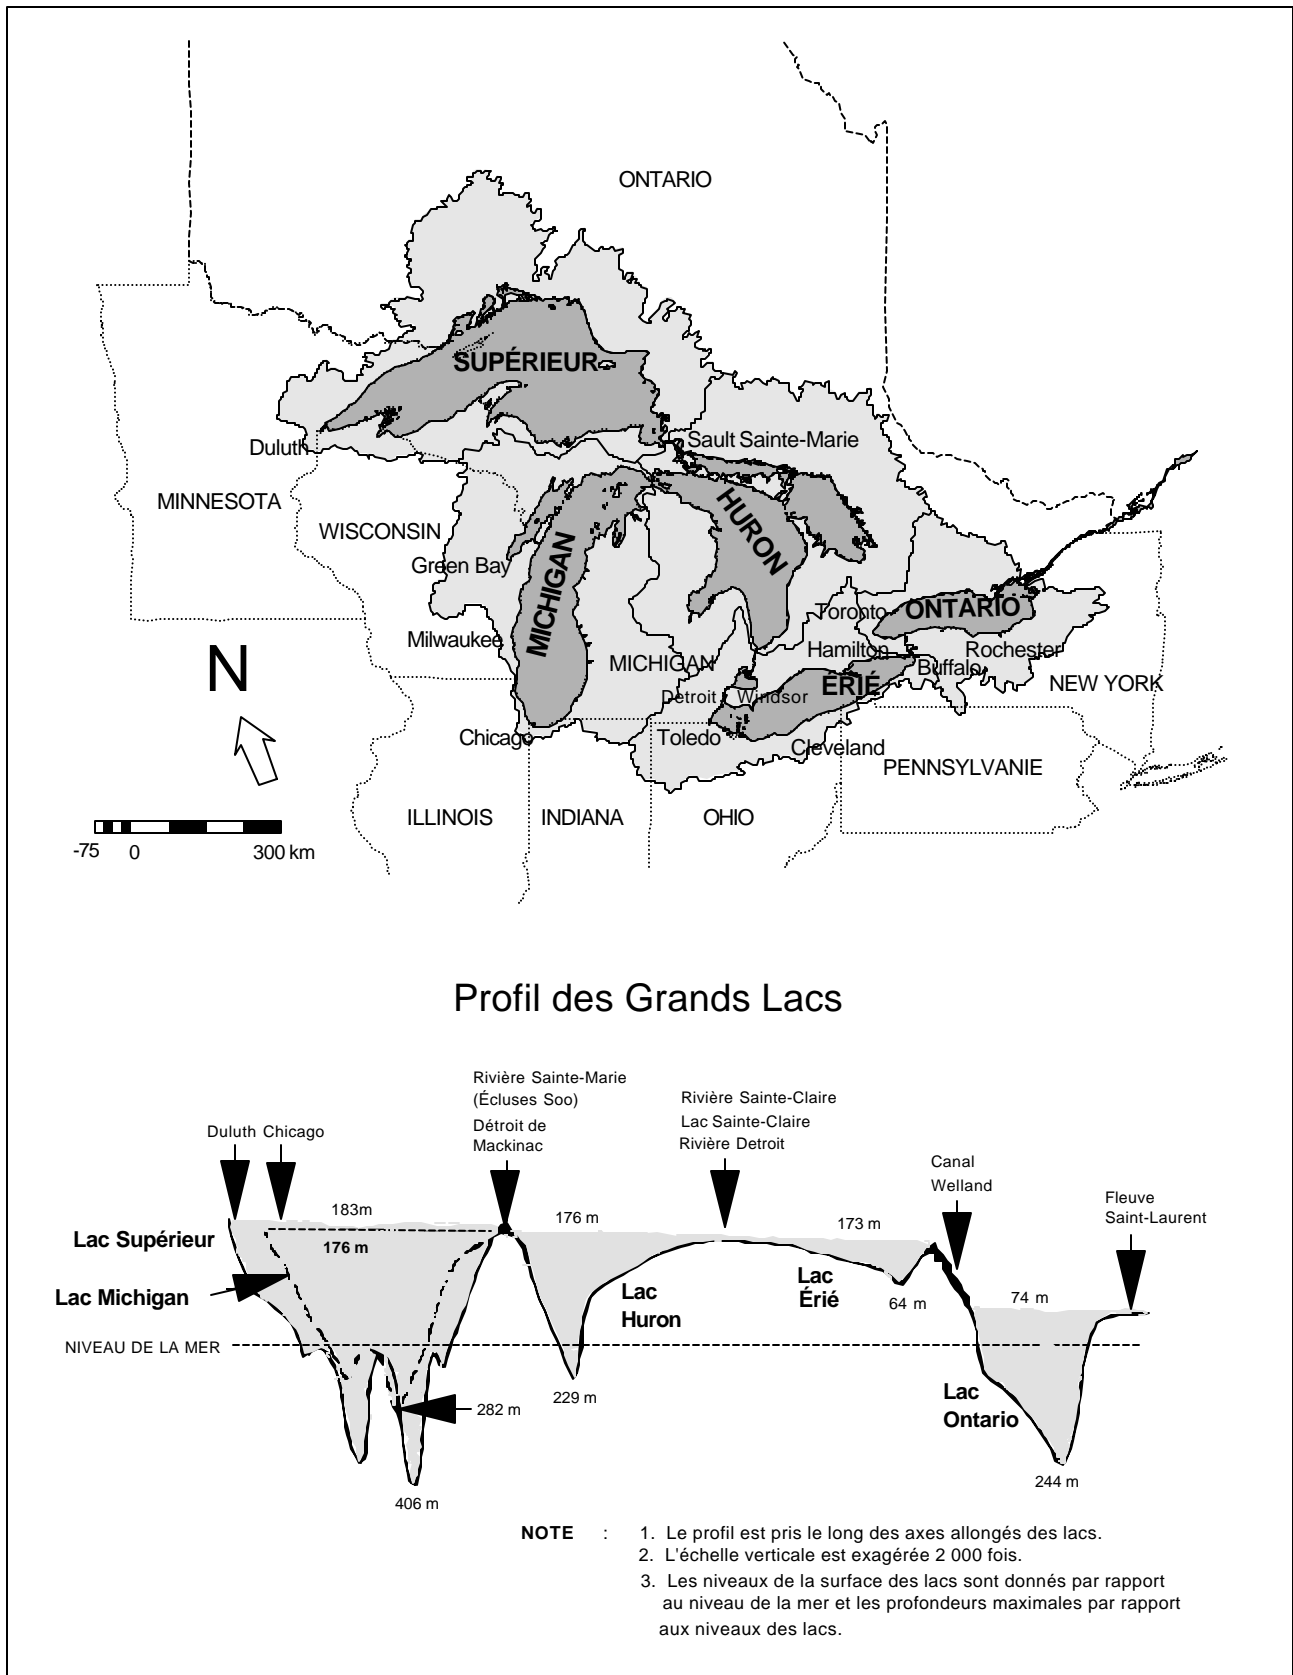 ONTARIO
SUPÉRIEUR
Duluth
Sault Sainte-Marie
MINNESOTA
WISCONSIN
HURON
Green Bay
MICHIGAN
Toronto
ONTARIO
Milwaukee
MICHIGAN
Hamilton
Rochester
Buffalo
N
Detroit
Windsor
ÉRIÉ
NEW YORK
Chicago
Toledo
Cleveland
PENNSYLVANIE
ILLINOIS
INDIANA
OHIO
-75 0 300 km
Profil des Grands Lacs
Rivière Sainte-Marie
(Écluses Soo)
Détroit de
Mackinac
Rivière Sainte-Claire
Lac Sainte-Claire
Rivière Detroit
Duluth Chicago
Canal
Welland
Fleuve
Saint-Laurent
183m
176 m
173 m
Lac Supérieur
176 m
Lac Michigan
Lac
Huron
Lac
Érié
64 m
74 m
NIVEAU DE LA MER
229 m
282 m
Lac
Ontario
406 m
244 m
NOTE : 1. Le profil est pris le long des axes allongés des lacs.
2. L'échelle verticale est exagérée 2 000 fois.
3. Les niveaux de la surface des lacs sont donnés par rapport
au niveau de la mer et les profondeurs maximales par rapport
aux niveaux des lacs.